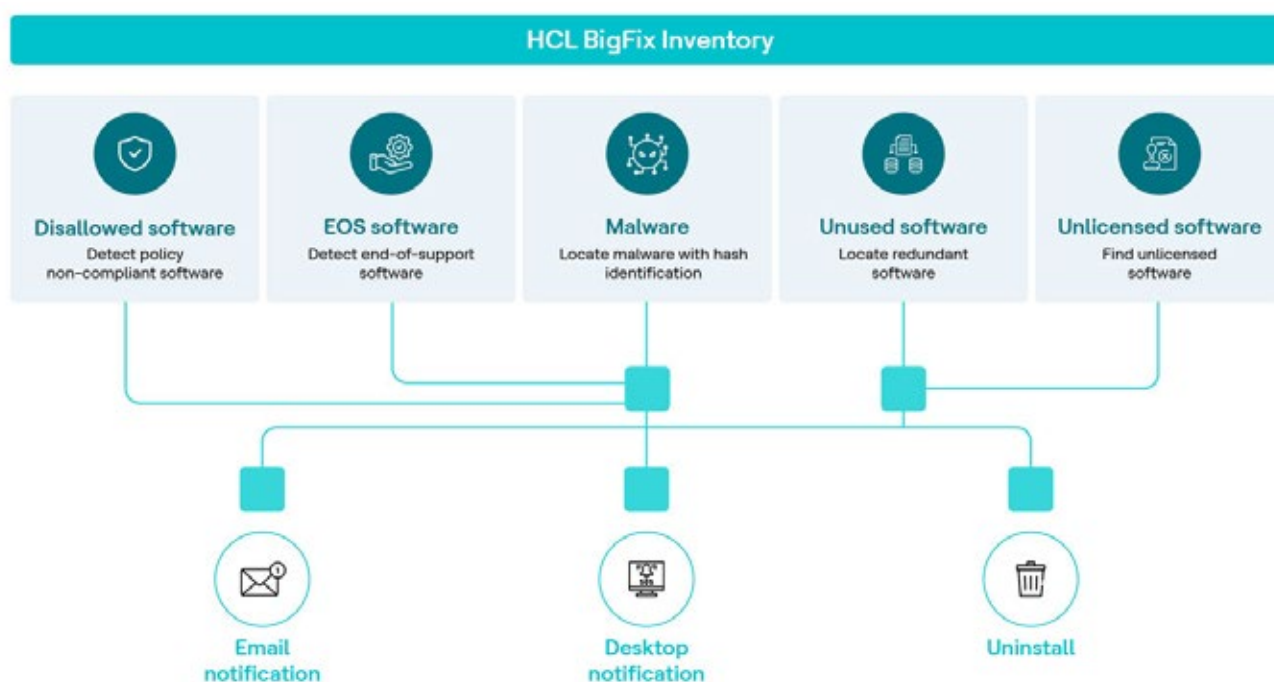 HCL BigFix Inventory
Disallowed software
Detect policy
non-compliant software
EOS software
Detect end-of-support
software
Malware
Locate malware with hash
identification
Unused software
Locate redundant
software
Unlicensed software
Find unlicensed
software
1
Email
notification
Desktop
notification
Uninstall